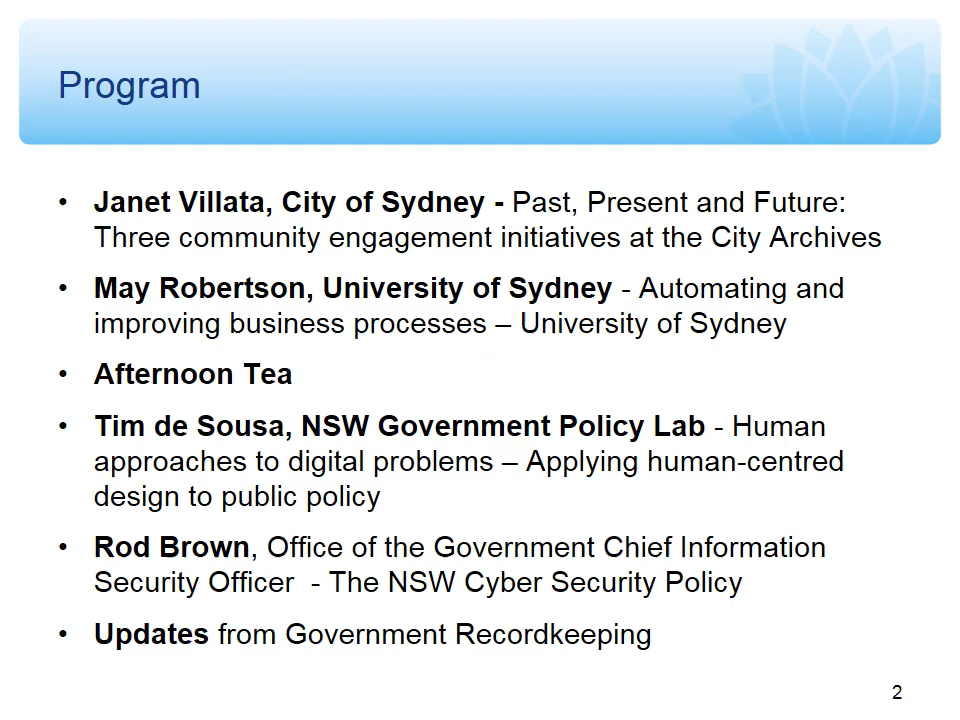 Program
• Janet Villata, City of Sydney - Past, Present and Future:
Three community engagement initiatives at the City Archives
• May Robertson, University of Sydney - Automating and
improving business processes – University of Sydney
• Afternoon Tea
• Tim de Sousa, NSW Government Policy Lab - Human
approaches to digital problems – Applying human-centred
design to public policy
• Rod Brown, Office of the Government Chief Information
Security Officer  - The NSW Cyber Security Policy
• Updates from Government Recordkeeping
2